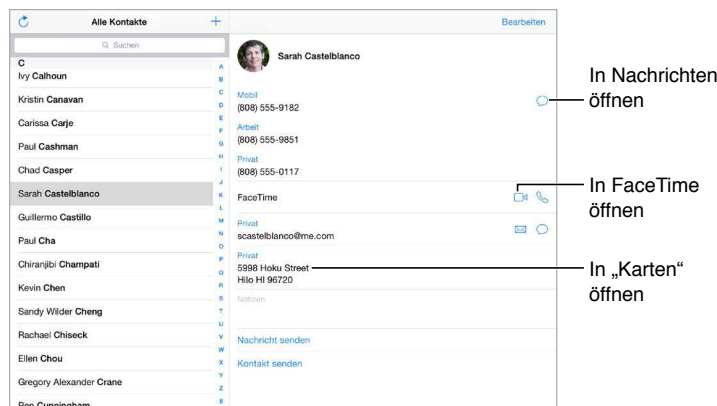 Alle Kontakte
+
Suchen
C
Ivy Calhoun
Kristin Canavan
Carissa Carje
Paul Cashman
Chad Casper
Sarah Castelblanco
Guillermo Castillo
Paul Cha
Chiranjibi Champati
Kevin Chen
Sandy Wilder Cheng
Rachael Chiseck
Ellen Chou
Gregory Alexander Crane
Ben Cunningham
A
B
C
D
E
F
G
H
I
J
K
L
M
N
O
P
Q
R
S
T
U
V
W
X
Y
Z
#
Bearbeiten
Sarah Castelblanco
Mobil
(808) 555-9182
Arbeit
(808) 555-9851
Privat
(808) 555-0117
FaceTime
Privat
scastelblanco@me.com
Privat
5998 Hoku Street
Hilo HI 96720
Notizen
Nachricht senden
Kontakt senden
In Nachrichten
öffnen
In FaceTime
öffnen
In „Karten“
öffnen